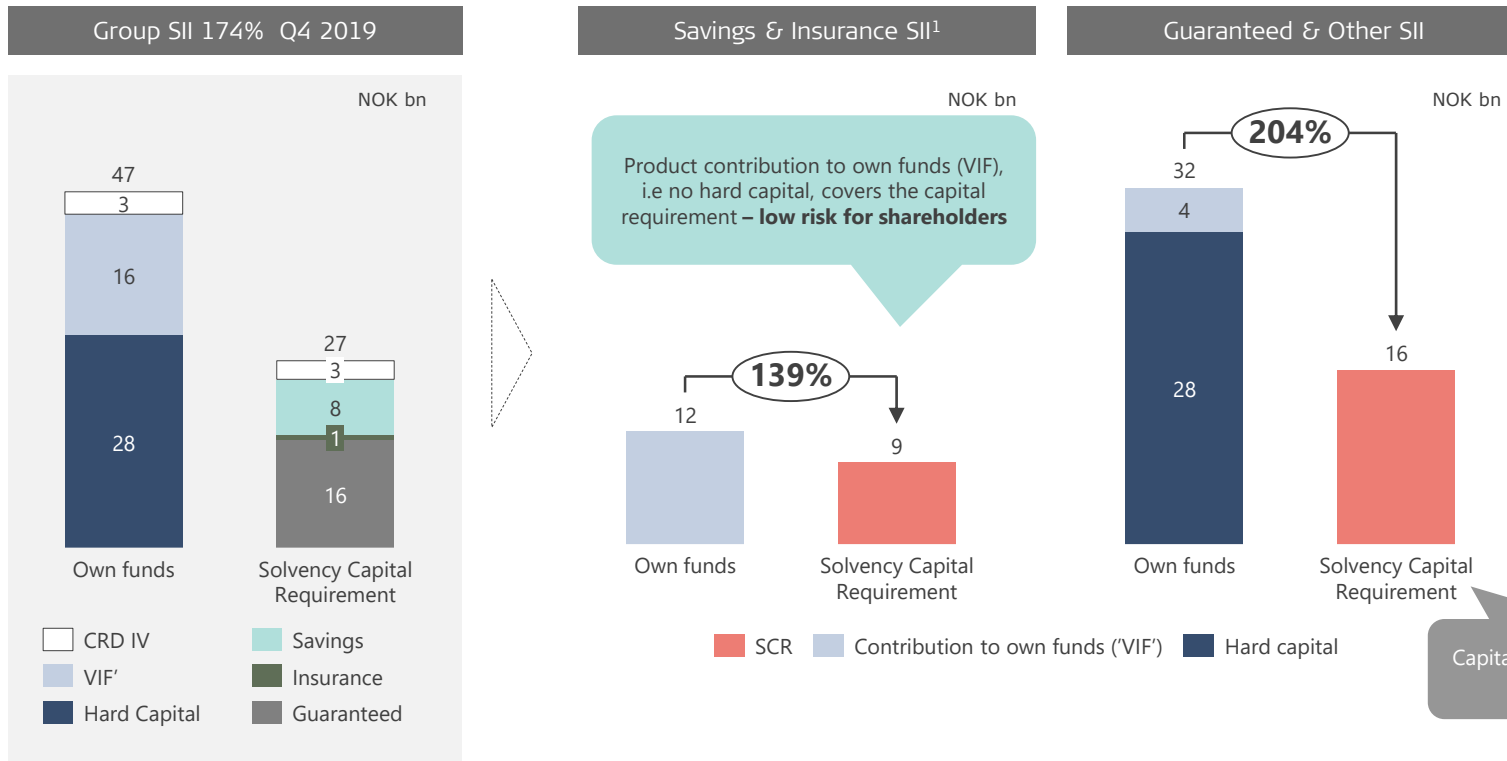 Group SII 174%  Q4 2019
NOK bn
47
3
16
28
Own funds
27
3
8
1
16
Solvency Capital
Requirement
CRD IV
VIF’
Hard Capital
Savings
Insurance
Guaranteed
Savings & Insurance SII¹
NOK bn
Product contribution to own funds (VIF),
i.e no hard capital, covers the capital
requirement – low risk for shareholders
139%
12
Own funds
9
Solvency Capital
Requirement
Guaranteed & Other SII
NOK bn
204%
32
4
28
Own funds
16
Solvency Capital
Requirement
SCR
Contribution to own funds (’VIF’)
Hard capital